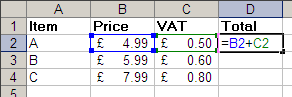 A B C D
1 Item Price VAT Total
2 A £ 4.99 £ 0.50 =B2+C2
3 B £ 5.99 £ 0.60
4 C £ 7.99 £ 0.80